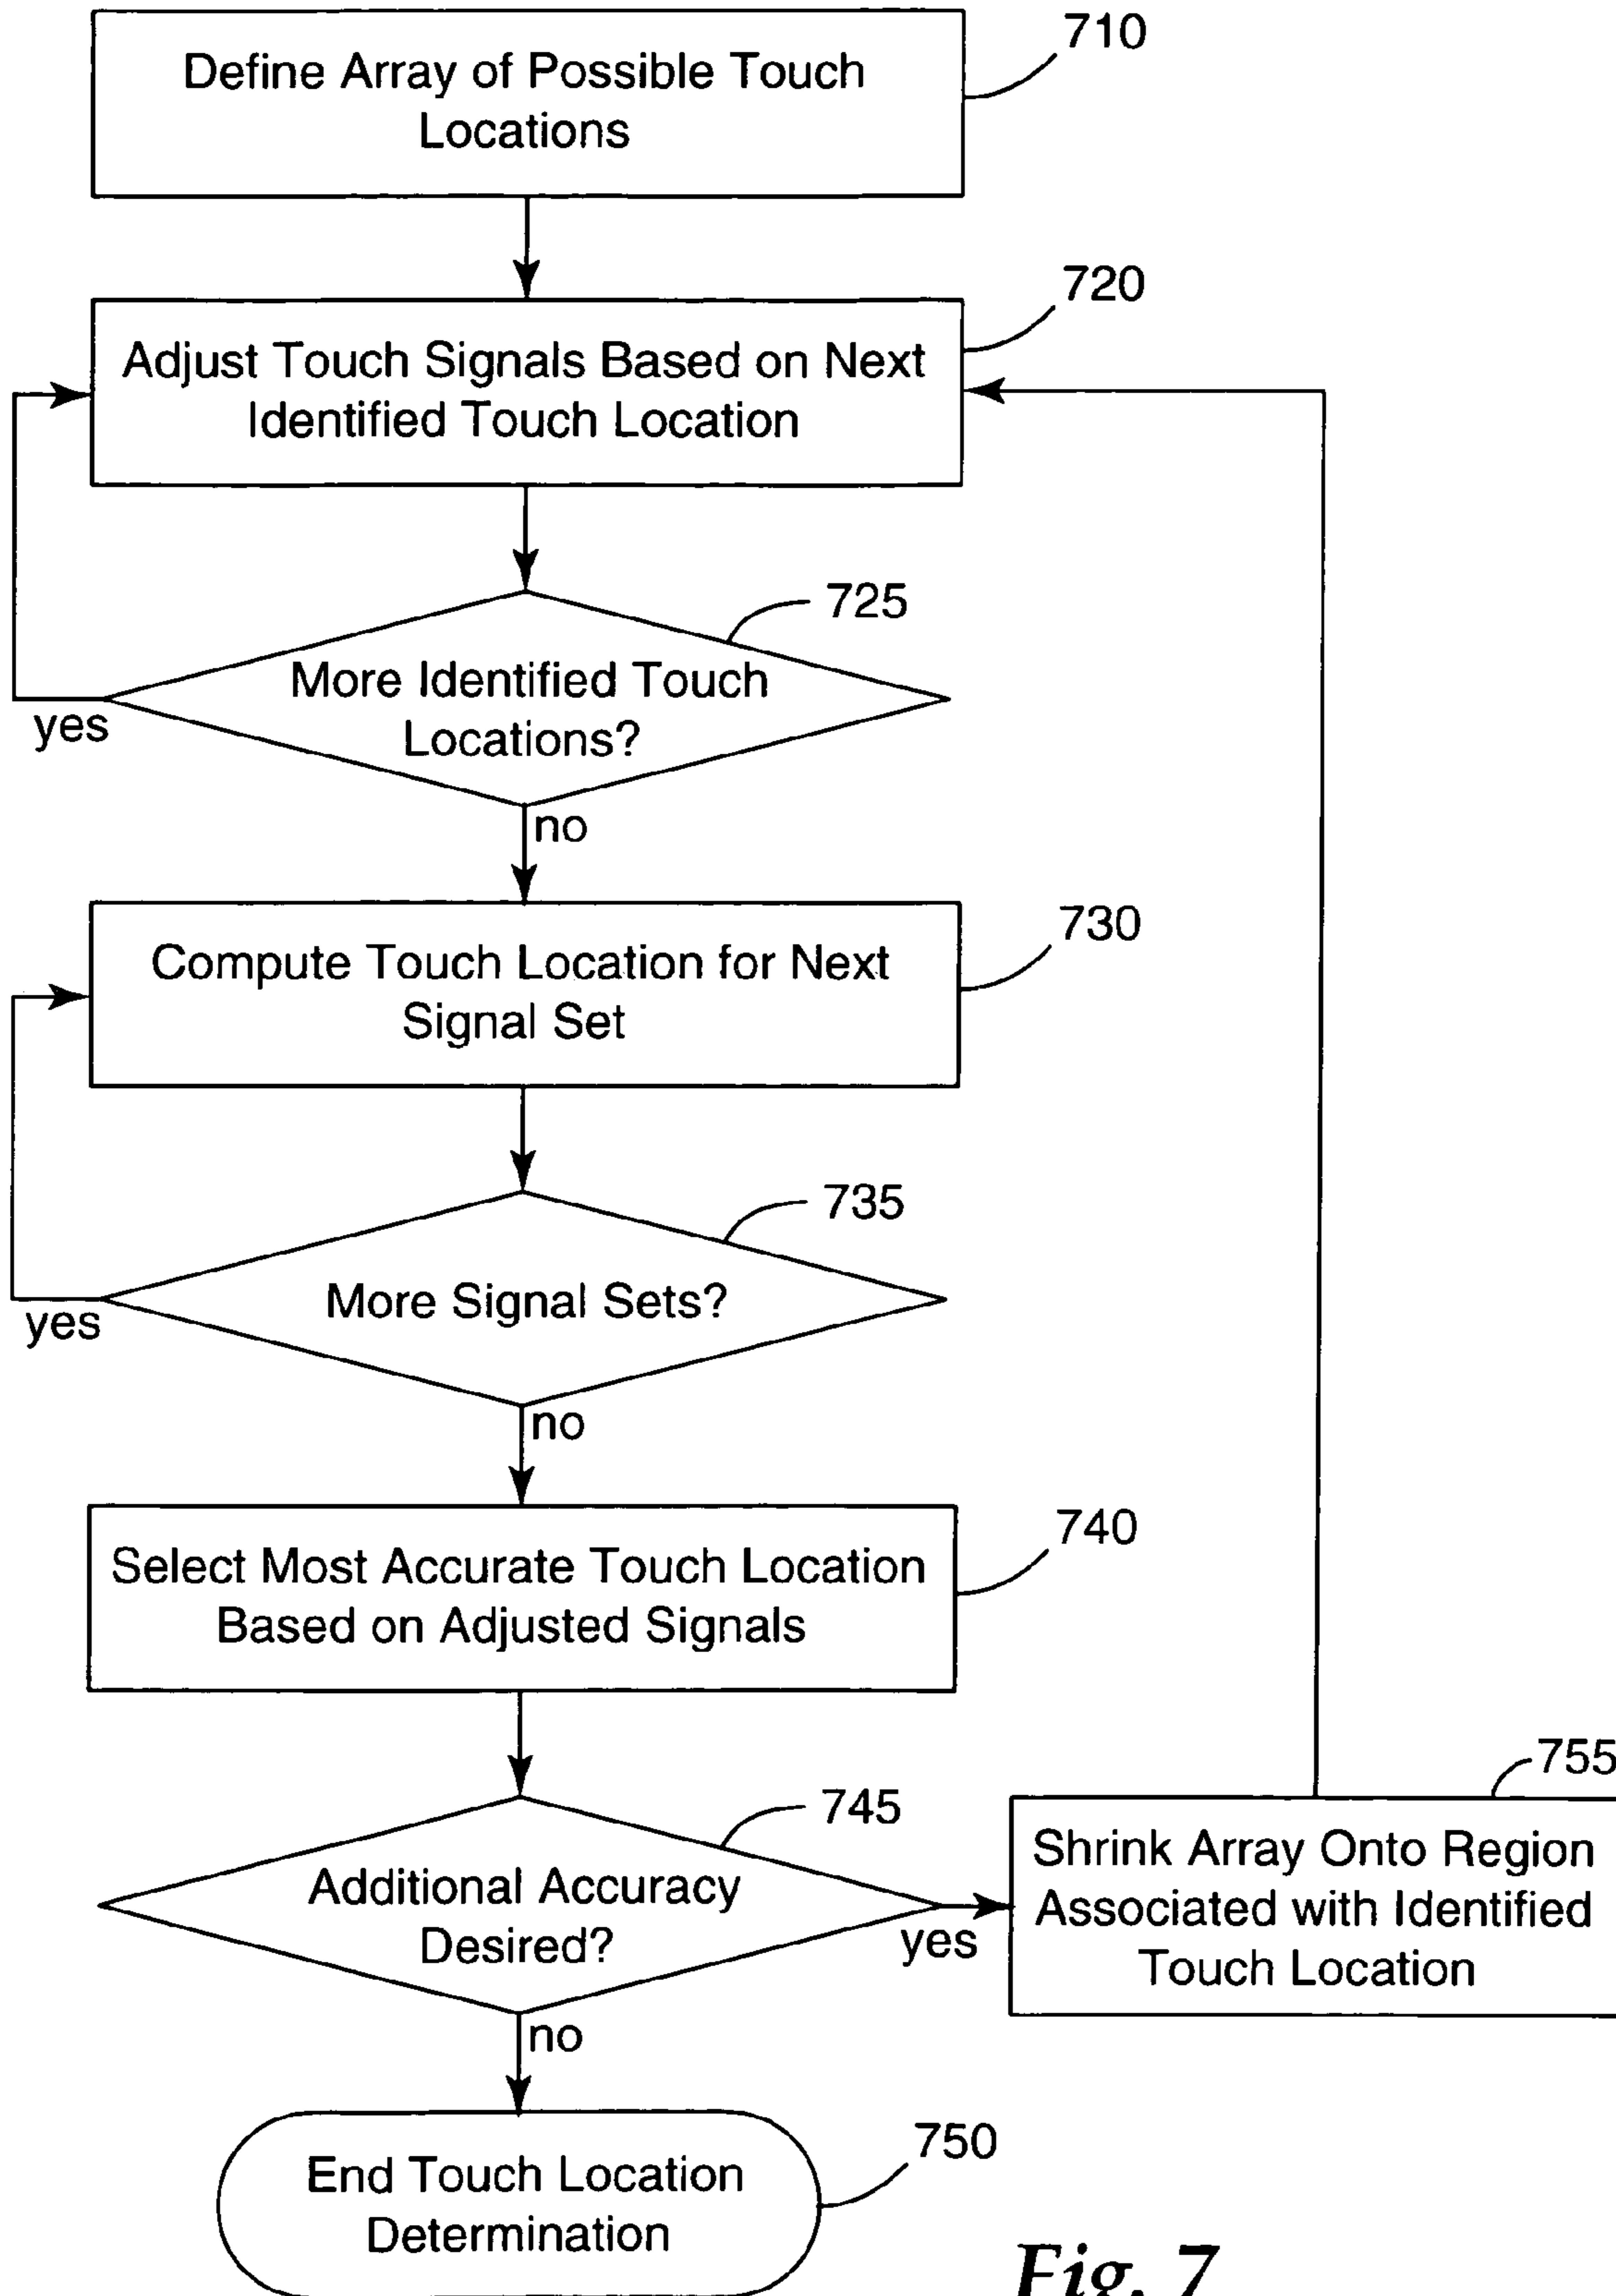 710
Define Array of Possible Touch
Locations
720
Adjust Touch Signals Based on Next
Identified Touch Location
725
More Identified Touch
Locations?
yes
no
730
Compute Touch Location for Next
Signal Set
735
More Signal Sets?
yes
no
740
Select Most Accurate Touch Location
Based on Adjusted Signals
745
Additional Accuracy
Desired?
yes
no
755
Shrink Array Onto Region
Associated with Identified
Touch Location
750
End Touch Location
Determination
Fig. 7